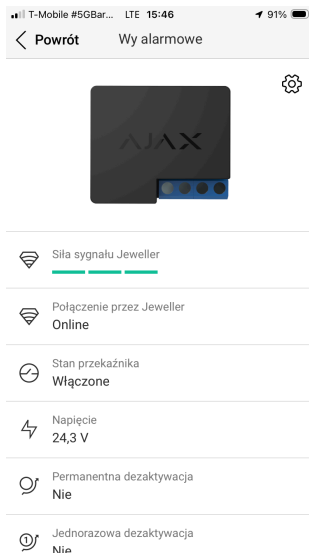 T-Mobile #5GBar... LTE 15:46 91%
Powrót Wy alarmowe
AJAX
Siła sygnału Jeweller
Połączenie przez Jeweller
Online
Stan przekaźnika
Włączone
Napięcie
24,3 V
Permanentna dezaktywacja
Nie
Jednorazowa dezaktywacja
Nie